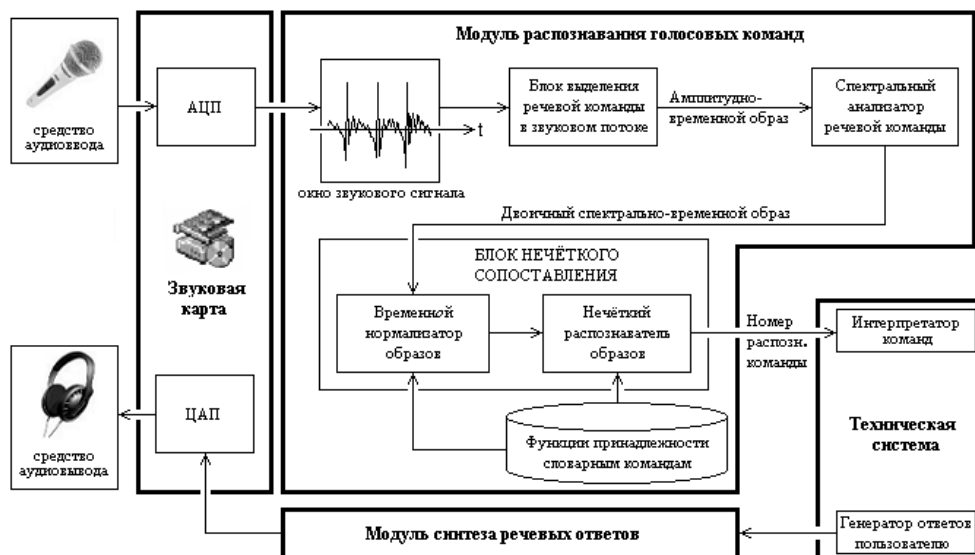 Модуль распознавания голосовых команд
средство
аудиоввода
АЦП
t
окно звукового сигнала
Блок выделения
речевой команды
в звуковом потоке
Амплитудно-
временной образ
Спектральный
анализатор
речевой команды
Двоичный спектрально-временной образ
БЛОК НЕЧЁТКОГО
СОПОСТАВЛЕНИЯ
Звуковая
карта
Временной
нормализатор
образов
Нечёткий
распознаватель
образов
Номер
распозн.
команды
Интерпретатор
команд
Функции принадлежности
словарным командам
Техническая
система
ЦАП
средство
аудиовывода
Модуль синтеза речевых ответов
Генератор ответов
пользователю